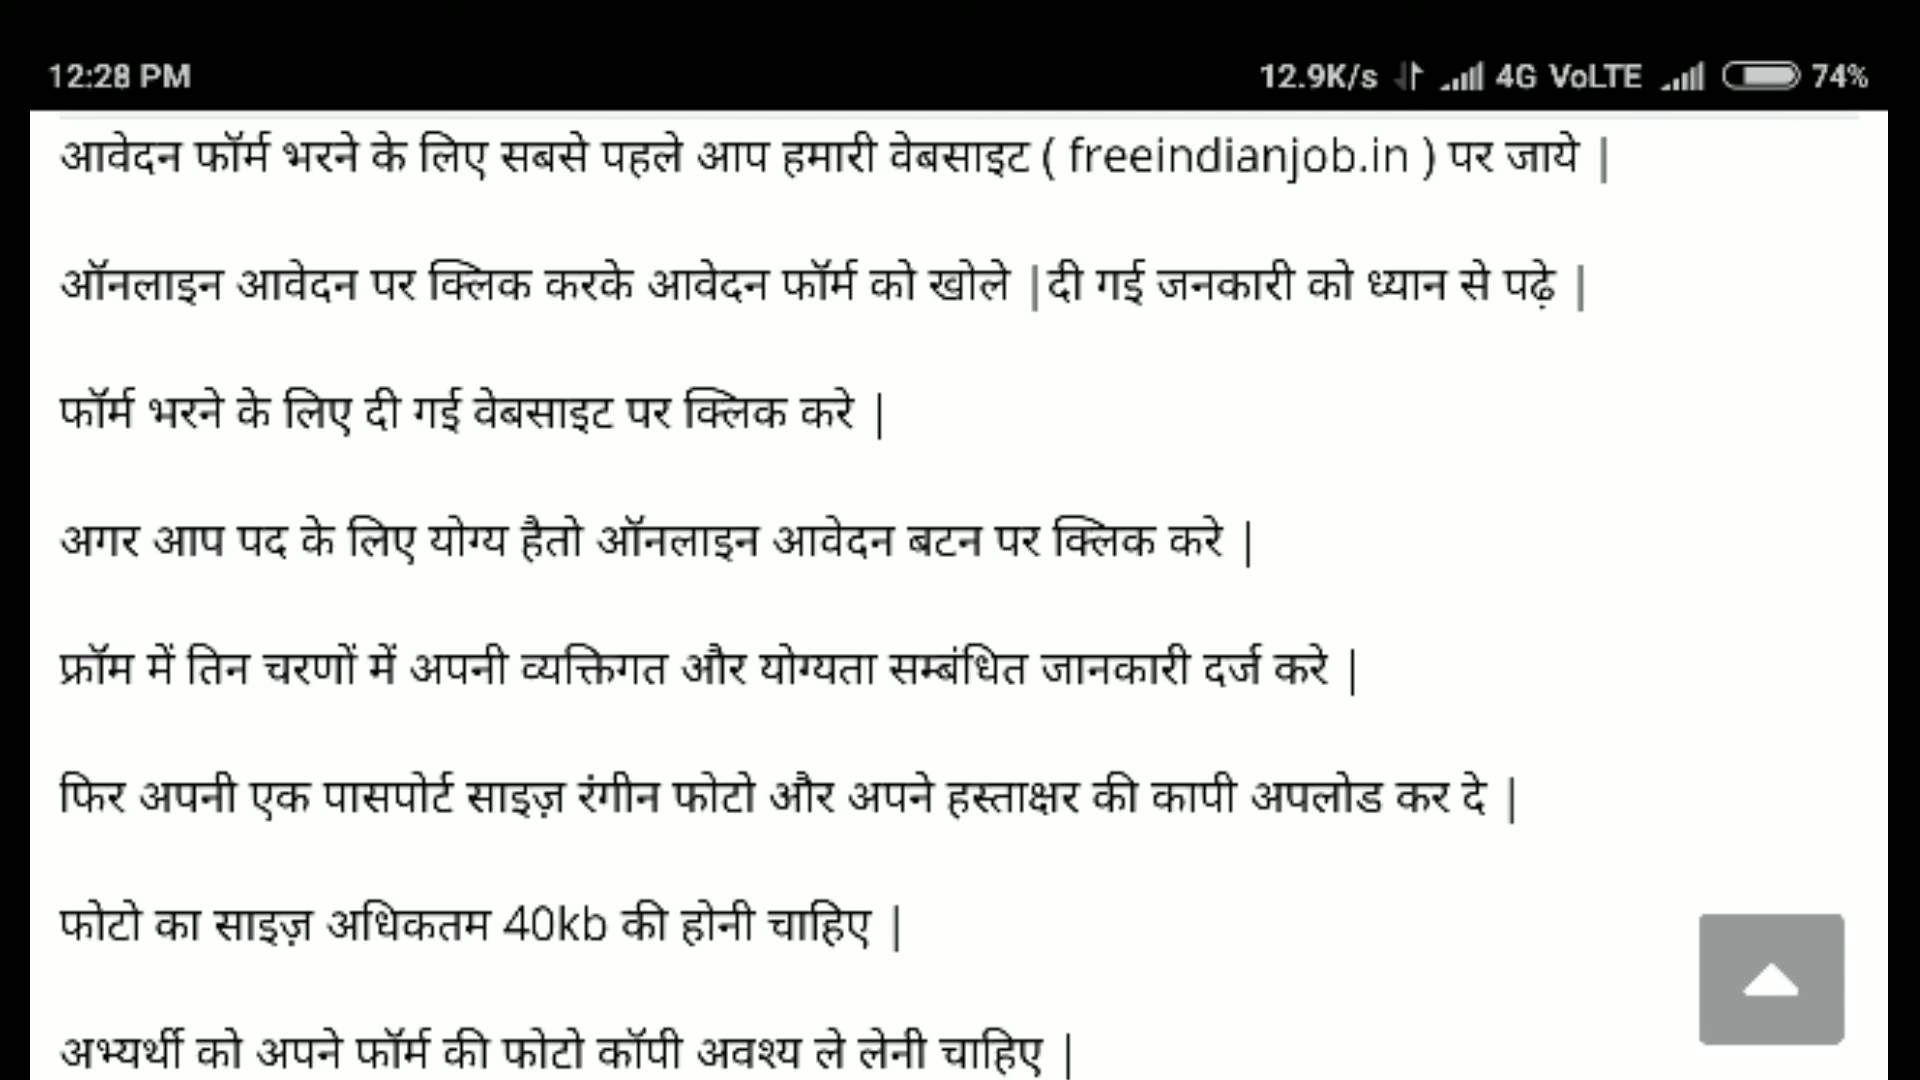 12:28 PM 12.9K/s 4G VoLTE 74%
आवेदन फॉर्म भरने के लिए सबसे पहले आप हमारी वेबसाइट ( freeindianjob.in ) पर जाये |
ऑनलाइन आवेदन पर क्लिक करके आवेदन फॉर्म को खोले |दी गई जनकारी को ध्यान से पढ़े |
फॉर्म भरने के लिए दी गई वेबसाइट पर क्लिक करे |
अगर आप पद के लिए योग्य हैतो ऑनलाइन आवेदन बटन पर क्लिक करे |
फ्रॉम में तिन चरणों में अपनी व्यक्तिगत और योग्यता सम्बंधित जानकारी दर्ज करे |
फिर अपनी एक पासपोर्ट साइज़ रंगीन फोटो और अपने हस्ताक्षर की कापी अपलोड कर दे |
फोटो का साइज़ अधिकतम 40kb की होनी चाहिए |
अभ्यर्थी को अपने फॉर्म की फोटो कॉपी अवश्य ले लेनी चाहिए |